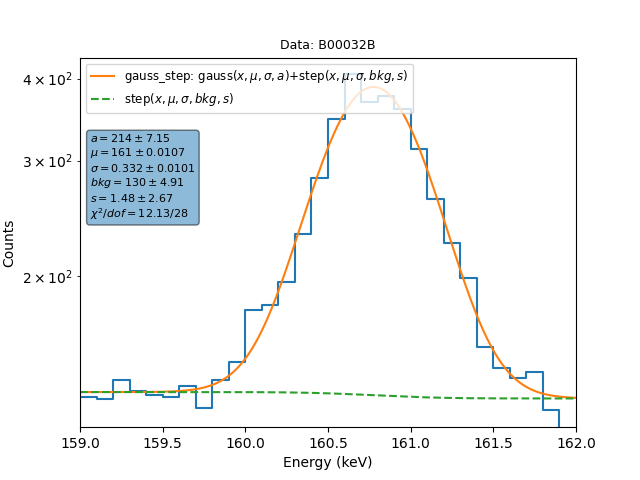 Data: B00032B
gauss_step: gauss(x, μ, σ, a)+step(x, μ, σ, bkg, s)
step(x, μ, σ, bkg, s)
a = 214 ± 7.15
μ = 161 ± 0.0107
σ = 0.332 ± 0.0101
bkg = 130 ± 4.91
s = 1.48 ± 2.67
χ²/dof = 12.13/28
4 × 10²
3 × 10²
2 × 10²
Counts
159.0 159.5 160.0 160.5 161.0 161.5 162.0
Energy (keV)